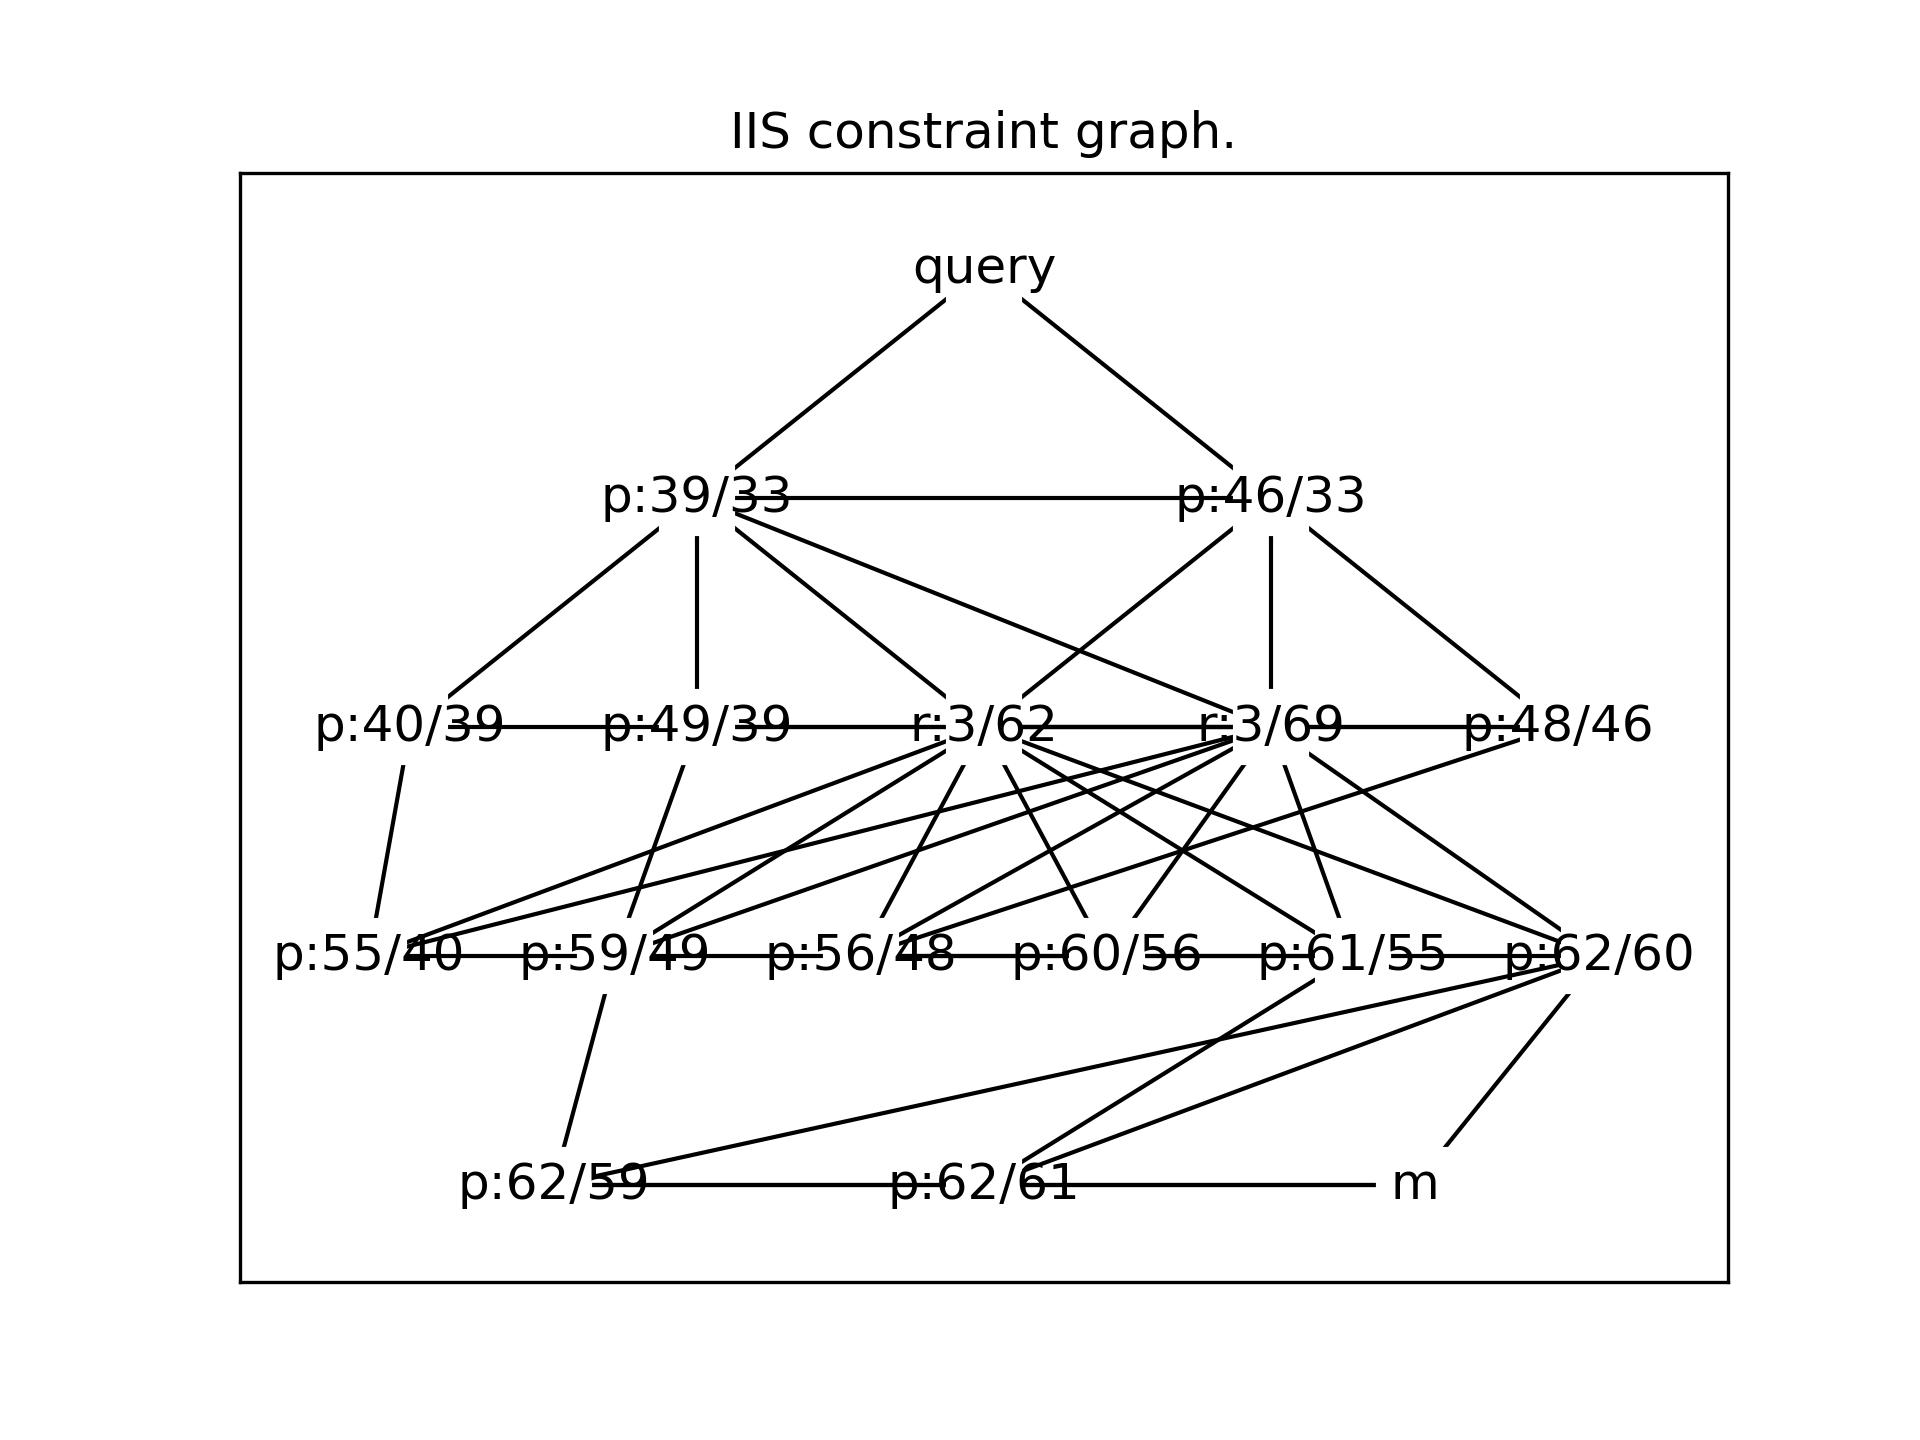 IIS constraint graph.
query
p:39/33 p:46/33
p:40/39 p:49/39 r:3/62 r:3/69 p:48/46
p:55/40 p:59/49 p:56/48 p:60/56 p:61/55 p:62/60
p:62/59 p:62/61 m